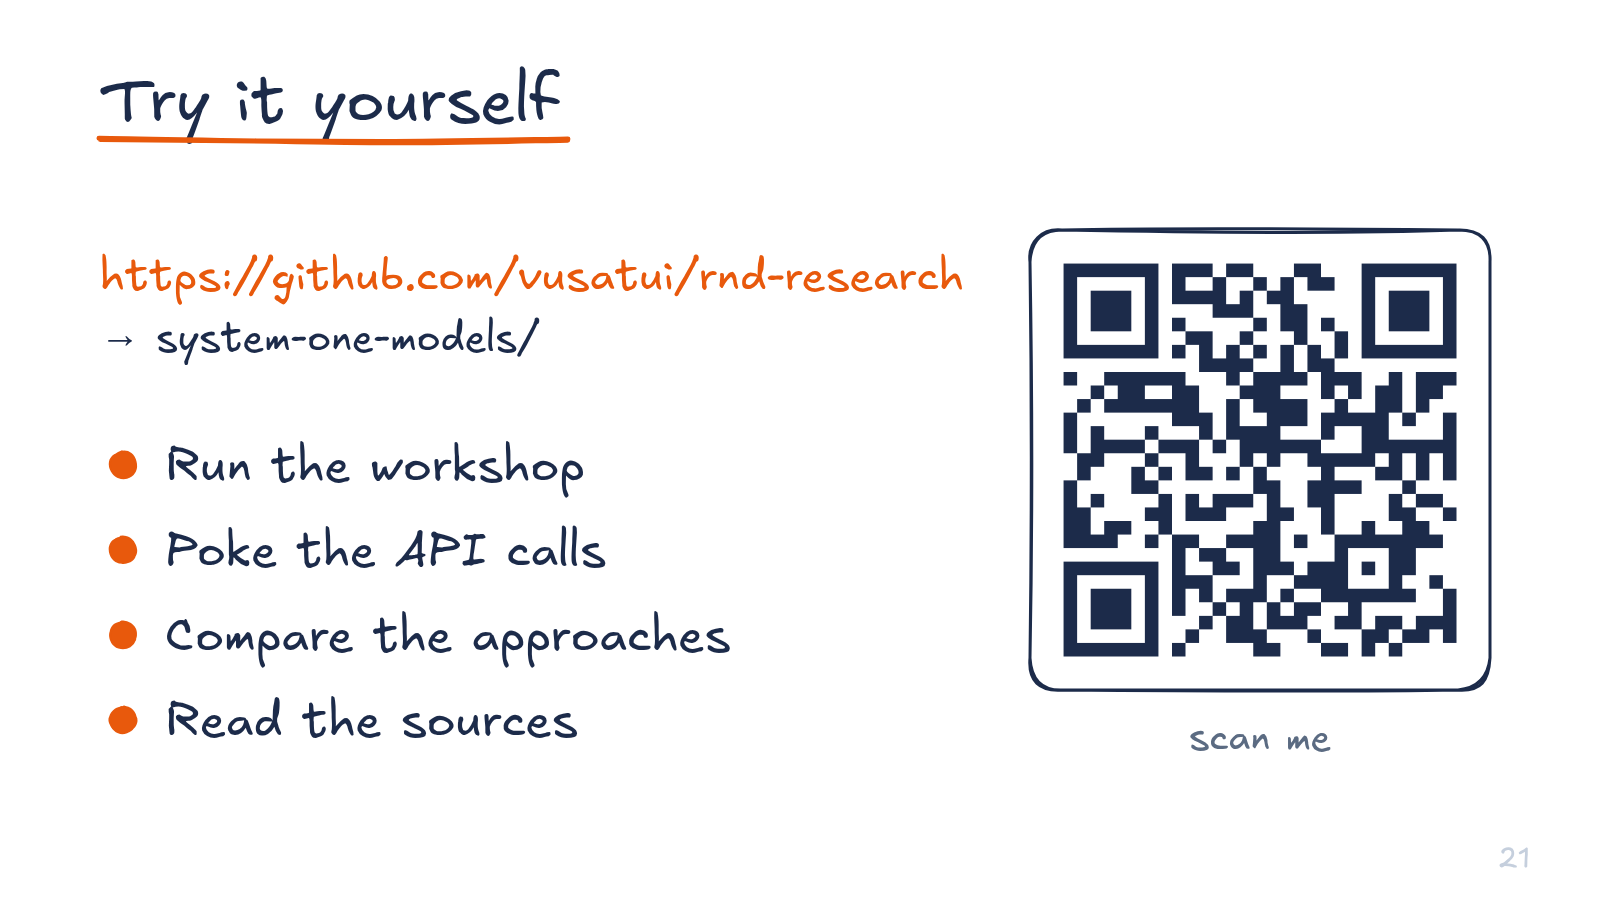 Try it yourself
https://github.com/vusatui/rnd-research
→ system-one-models/
Run the workshop
Poke the API calls
Compare the approaches
Read the sources
scan me
21